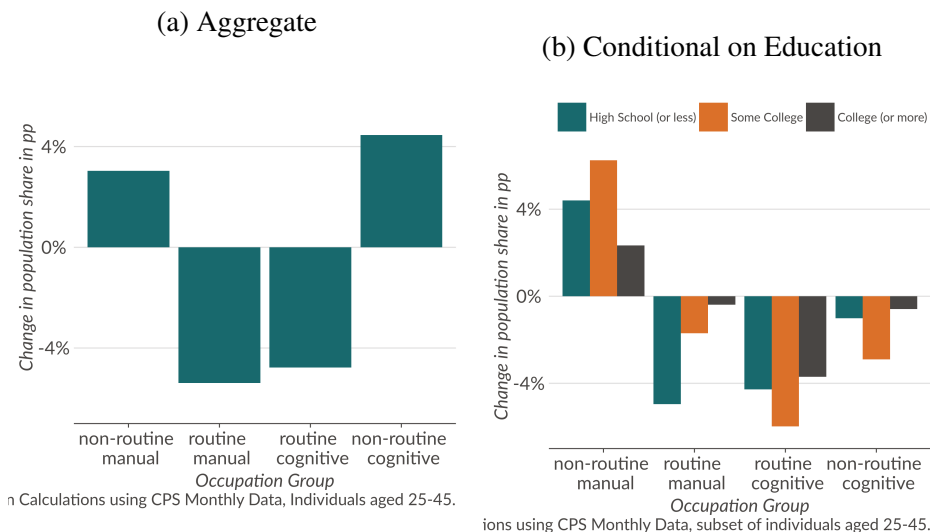 (a) Aggregate
Change in population share in pp
4%
0%
-4%
non-routine manual
routine manual
routine cognitive
non-routine cognitive
Occupation Group
n Calculations using CPS Monthly Data, Individuals aged 25-45.
(b) Conditional on Education
High School (or less) Some College College (or more)
Change in population share in pp
4%
0%
-4%
non-routine manual
routine manual
routine cognitive
non-routine cognitive
Occupation Group
ions using CPS Monthly Data, subset of individuals aged 25-45.